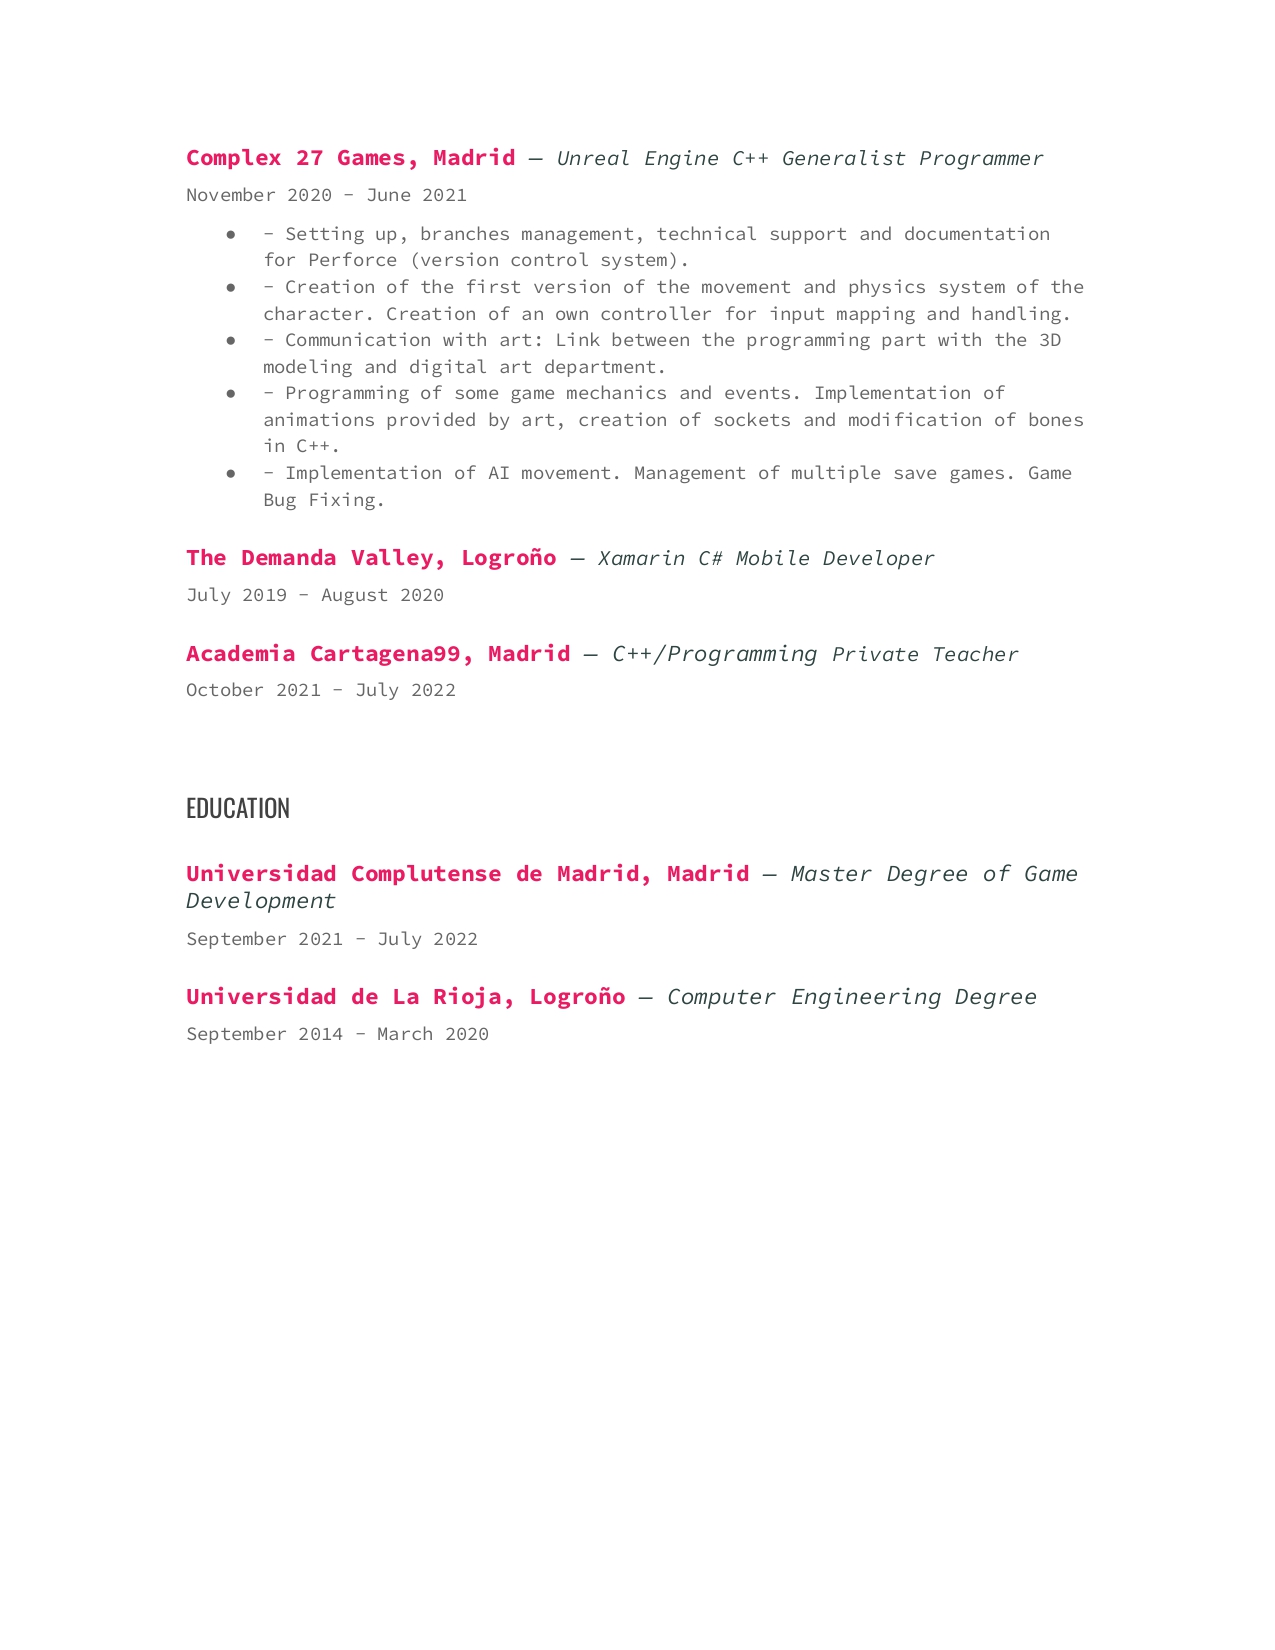 Complex 27 Games, Madrid — Unreal Engine C++ Generalist Programmer
November 2020 - June 2021
● - Setting up, branches management, technical support and documentation
for Perforce (version control system).
● - Creation of the first version of the movement and physics system of the
character. Creation of an own controller for input mapping and handling.
● - Communication with art: Link between the programming part with the 3D
modeling and digital art department.
● - Programming of some game mechanics and events. Implementation of
animations provided by art, creation of sockets and modification of bones
in C++.
● - Implementation of AI movement. Management of multiple save games. Game
Bug Fixing.
The Demanda Valley, Logroño — Xamarin C# Mobile Developer
July 2019 - August 2020
Academia Cartagena99, Madrid — C++/Programming Private Teacher
October 2021 - July 2022
EDUCATION
Universidad Complutense de Madrid, Madrid — Master Degree of Game
Development
September 2021 - July 2022
Universidad de La Rioja, Logroño — Computer Engineering Degree
September 2014 - March 2020